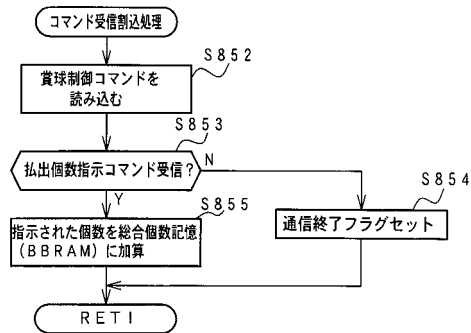 コマンド受信割込処理
S852
賞球制御コマンドを
読み込む
S853
払出個数指示コマンド受信?
N
Y
S854
通信終了フラグセット
S855
指示された個数を総合個数記憶
(BBRAM)に加算
RETI